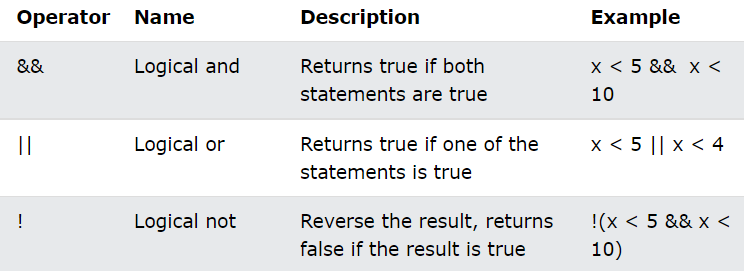 Operator Name Description Example
&& Logical and Returns true if both x < 5 &&  x <
statements are true 10
|| Logical or Returns true if one of the x < 5 || x < 4
statements is true
! Logical not Reverse the result, returns !(x < 5 && x <
false if the result is true 10)